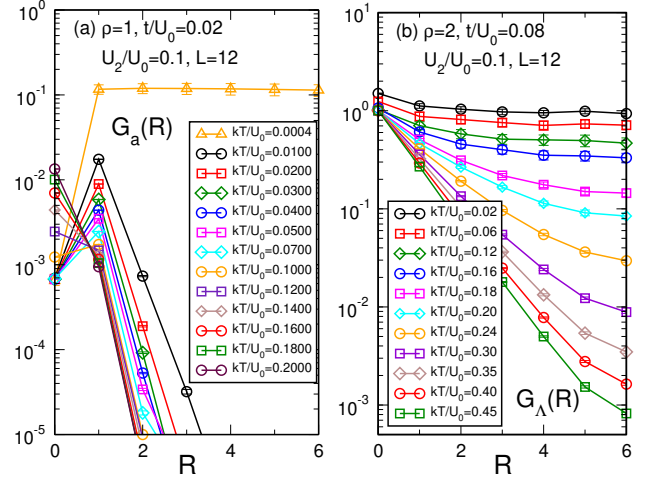 (a) ρ=1, t/U₀=0.02
U₂/U₀=0.1, L=12
Gₐ(R)
kT/U₀=0.0004
kT/U₀=0.0100
kT/U₀=0.0200
kT/U₀=0.0300
kT/U₀=0.0400
kT/U₀=0.0500
kT/U₀=0.0700
kT/U₀=0.1000
kT/U₀=0.1200
kT/U₀=0.1400
kT/U₀=0.1600
kT/U₀=0.1800
kT/U₀=0.2000
10⁰
10⁻¹
10⁻²
10⁻³
10⁻⁴
10⁻⁵
0 2 4 6
R
(b) ρ=2, t/U₀=0.08
U₂/U₀=0.1, L=12
10¹
10⁰
10⁻¹
10⁻²
10⁻³
kT/U₀=0.02
kT/U₀=0.06
kT/U₀=0.12
kT/U₀=0.16
kT/U₀=0.18
kT/U₀=0.20
kT/U₀=0.24
kT/U₀=0.30
kT/U₀=0.35
kT/U₀=0.40
kT/U₀=0.45
G_Λ(R)
0 2 4 6
R